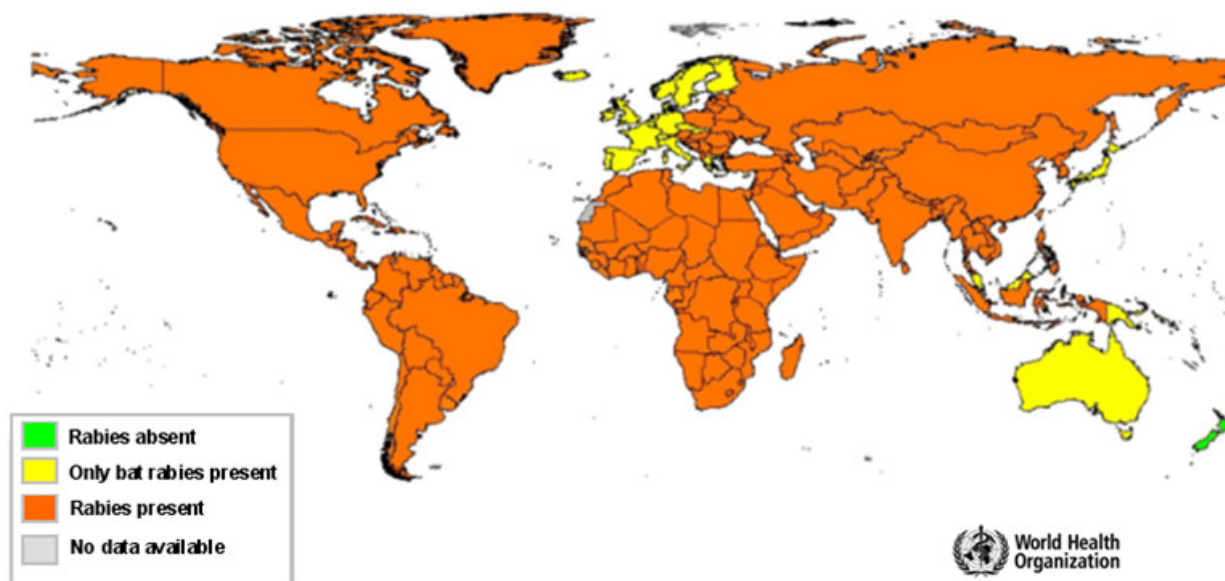 Rabies absent
Only bat rabies present
Rabies present
No data available
World Health
Organization